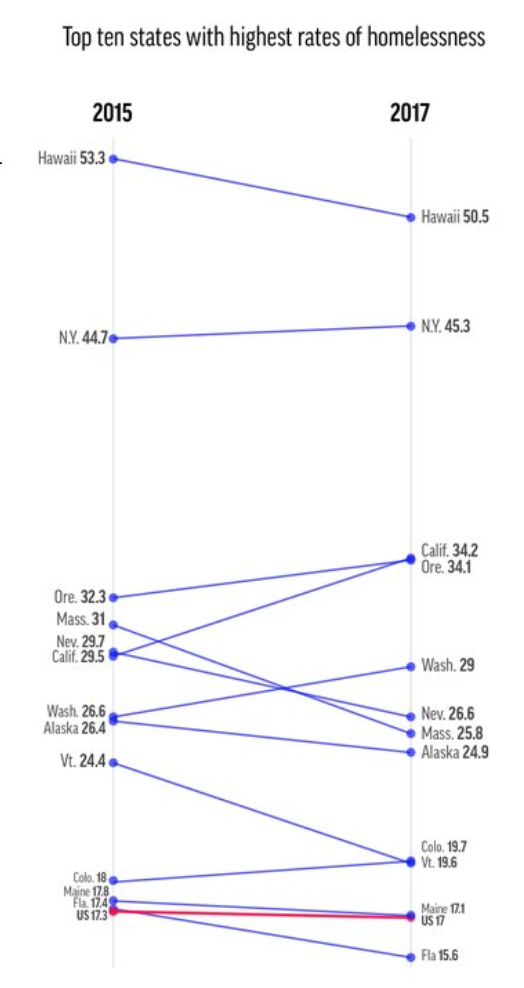 Top ten states with highest rates of homelessness
2015
2017
Hawaii 53.3
Hawaii 50.5
N.Y. 44.7
N.Y. 45.3
Calif. 34.2
Ore. 34.1
Ore. 32.3
Mass. 31
Nev. 29.7
Calif. 29.5
Wash. 29
Wash. 26.6
Alaska 26.4
Nev. 26.6
Mass. 25.8
Alaska 24.9
Vt. 24.4
Colo. 19.7
Vt. 19.6
Colo. 18
Maine 17.8
Fla. 17.4
US 17.3
Maine 17.1
US 17
Fla 15.6